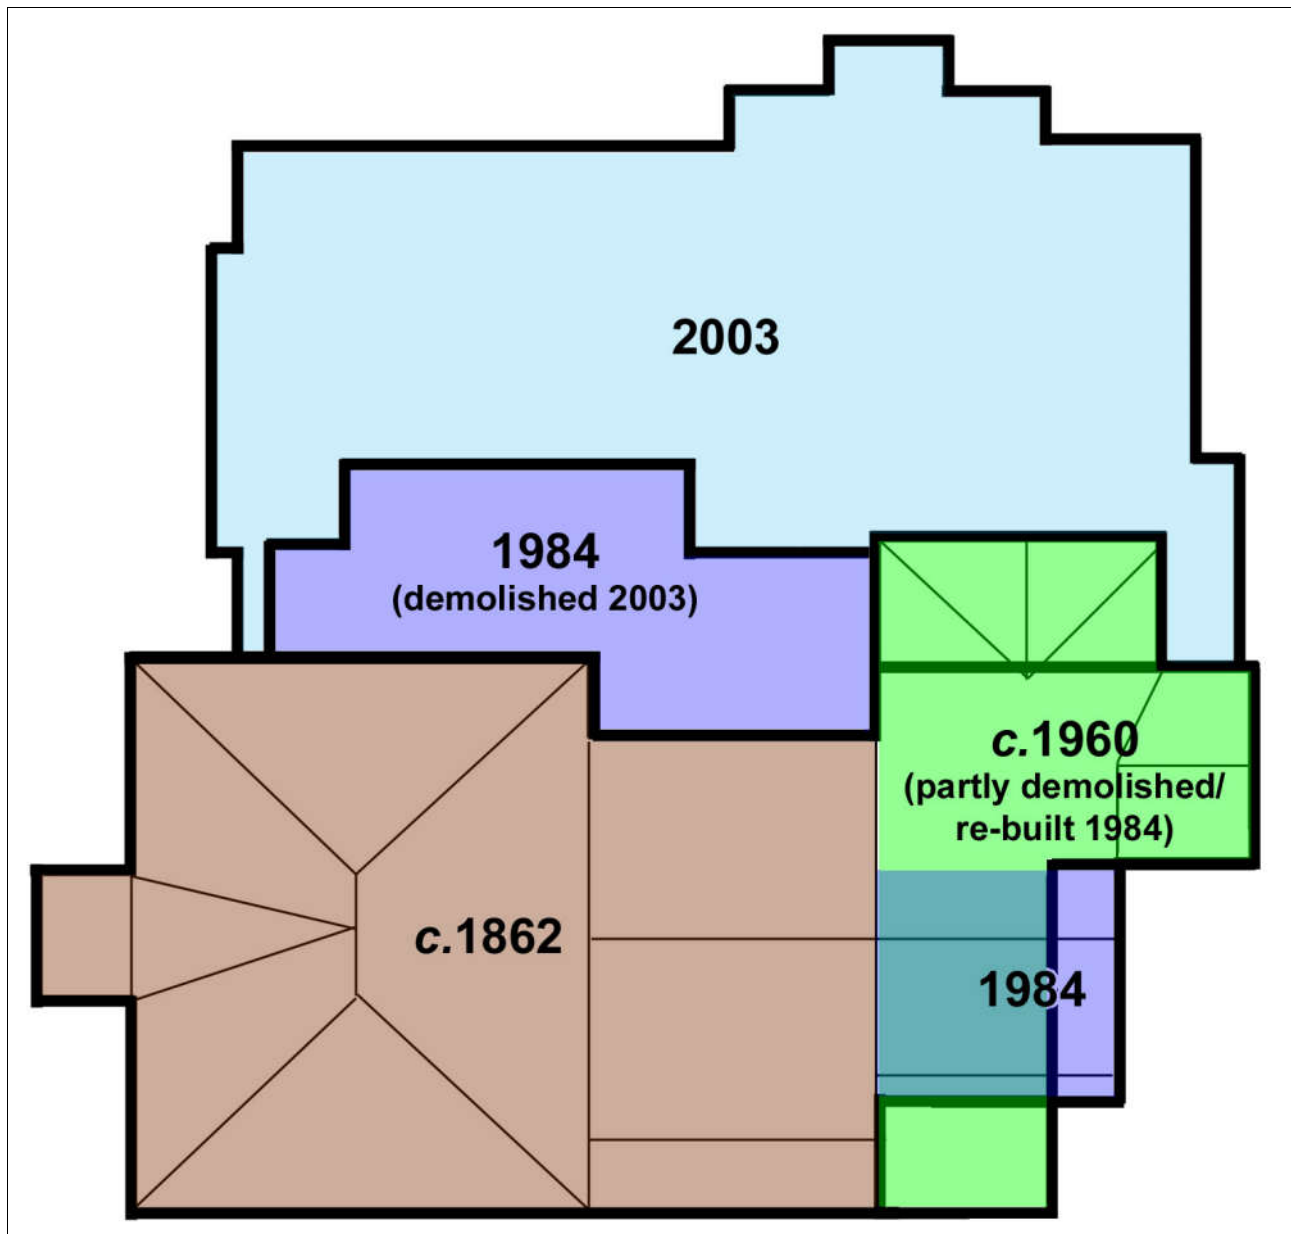 2003
1984
(demolished 2003)
c.1960
(partly demolished/
re-built 1984)
c.1862
1984